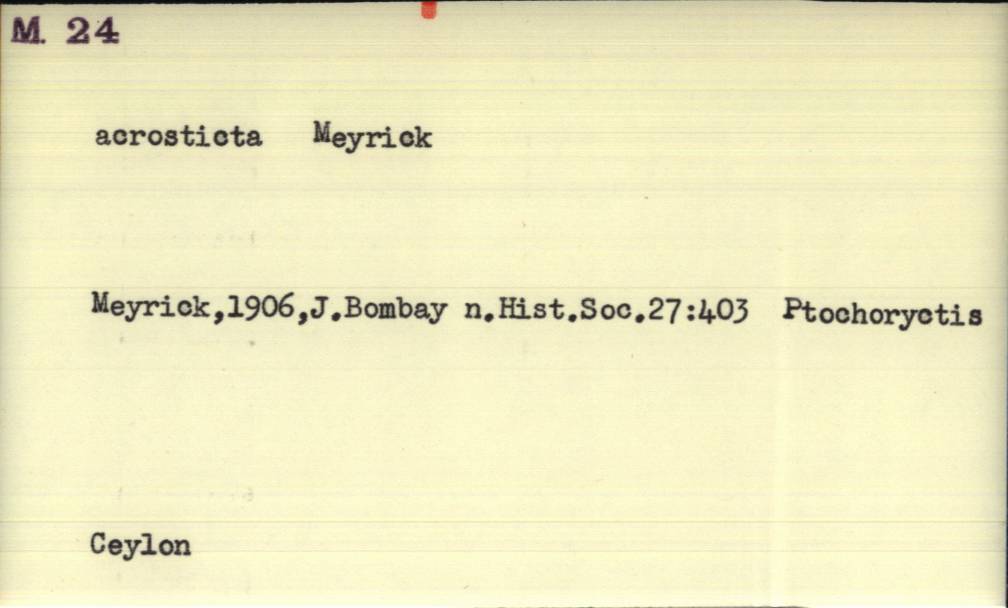 M. 24
acrosticta Meyrick
Meyrick,1906,J.Bombay n.Hist.Soc.27:403 Ptochoryctis
Ceylon